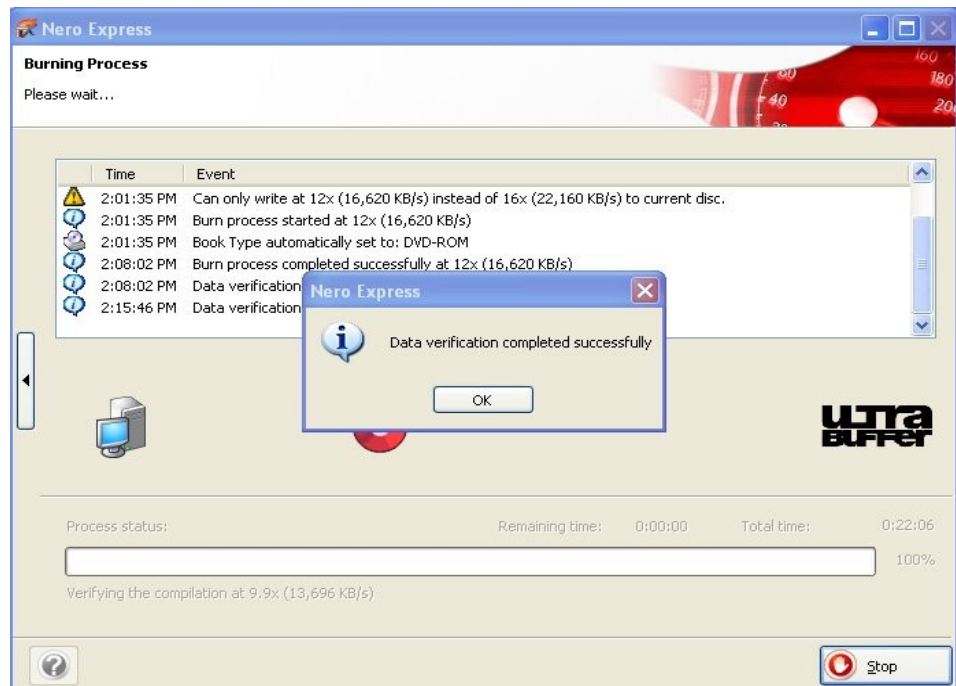 Nero Express
Burning Process
Please wait...
160
180
200
60
40
20
Time Event
2:01:35 PM Can only write at 12x (16,620 KB/s) instead of 16x (22,160 KB/s) to current disc.
2:01:35 PM Burn process started at 12x (16,620 KB/s)
2:01:35 PM Book Type automatically set to: DVD-ROM
2:08:02 PM Burn process completed successfully at 12x (16,620 KB/s)
2:08:02 PM Data verification
2:15:46 PM Data verification
Nero Express
Data verification completed successfully
OK
ULTRA
BUFFER
Process status: Remaining time: 0:00:00 Total time: 0:22:06
100%
Verifying the compilation at 9.9x (13,696 KB/s)
Stop